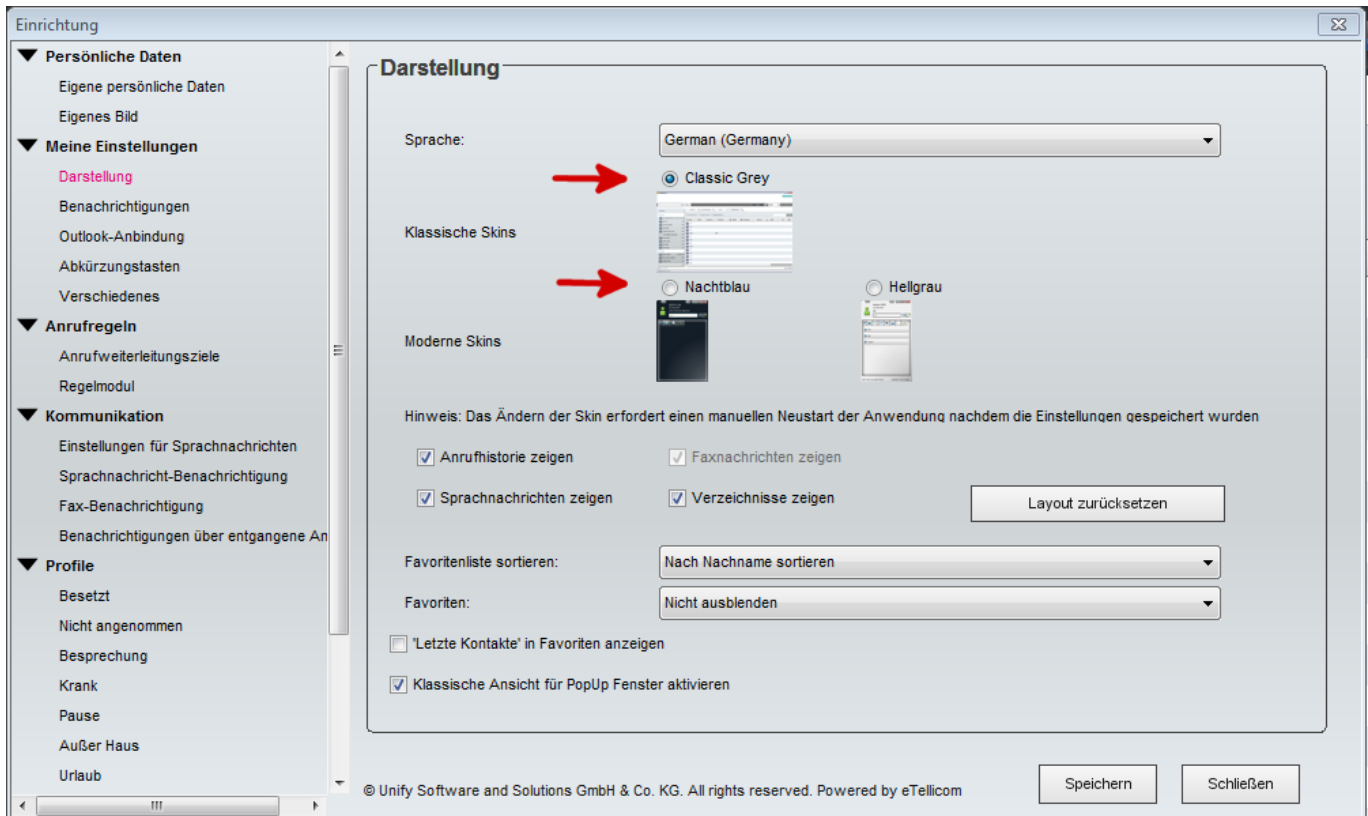 Einrichtung
Persönliche Daten
Eigene persönliche Daten
Eigenes Bild
Meine Einstellungen
Darstellung
Benachrichtigungen
Outlook-Anbindung
Abkürzungstasten
Verschiedenes
Anrufregeln
Anrufweiterleitungsziele
Regelmodul
Kommunikation
Einstellungen für Sprachnachrichten
Sprachnachricht-Benachrichtigung
Fax-Benachrichtigung
Benachrichtigungen über entgangene An
Profile
Besetzt
Nicht angenommen
Besprechung
Krank
Pause
Außer Haus
Urlaub
Darstellung
Sprache: German (Germany)
Classic Grey
Klassische Skins
Nachtblau Hellgrau
Moderne Skins
Hinweis: Das Ändern der Skin erfordert einen manuellen Neustart der Anwendung nachdem die Einstellungen gespeichert wurden
Anrufhistorie zeigen Faxnachrichten zeigen
Sprachnachrichten zeigen Verzeichnisse zeigen Layout zurücksetzen
Favoritenliste sortieren: Nach Nachname sortieren
Favoriten: Nicht ausblenden
'Letzte Kontakte' in Favoriten anzeigen
Klassische Ansicht für PopUp Fenster aktivieren
© Unify Software and Solutions GmbH & Co. KG. All rights reserved. Powered by eTellicom
Speichern Schließen